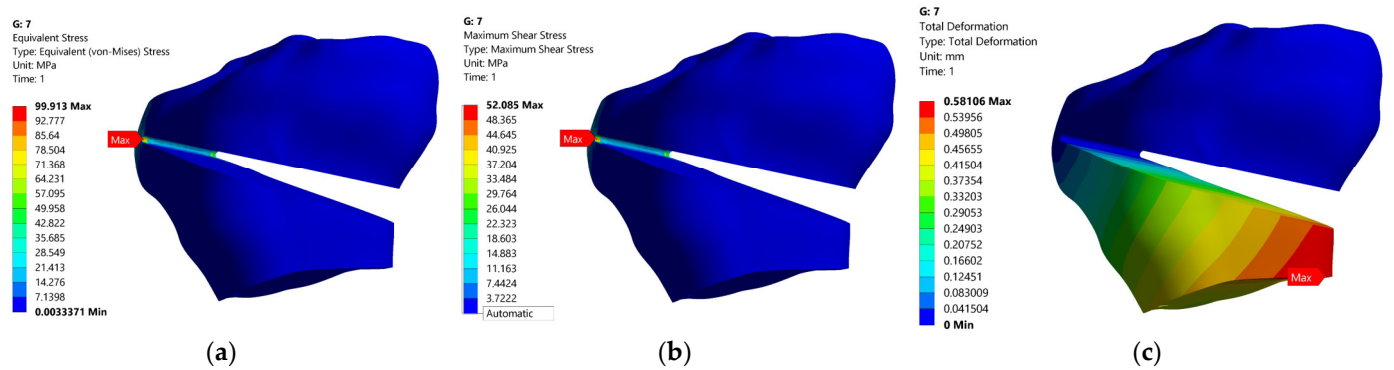 G: 7
Equivalent Stress
Type: Equivalent (von-Mises) Stress
Unit: MPa
Time: 1
99.913 Max
92.777
85.64
78.504
71.368
64.231
57.095
49.958
42.822
35.685
28.549
21.413
14.276
7.1398
0.0033371 Min
Max
(a)
G: 7
Maximum Shear Stress
Type: Maximum Shear Stress
Unit: MPa
Time: 1
52.085 Max
48.365
44.645
40.925
37.204
33.484
29.764
26.044
22.323
18.603
14.883
11.163
7.4424
3.7222
Automatic
Max
(b)
G: 7
Total Deformation
Type: Total Deformation
Unit: mm
Time: 1
0.58106 Max
0.53956
0.49805
0.45655
0.41504
0.37354
0.33203
0.29053
0.24903
0.20752
0.16602
0.12451
0.083009
0.041504
0 Min
Max
(c)